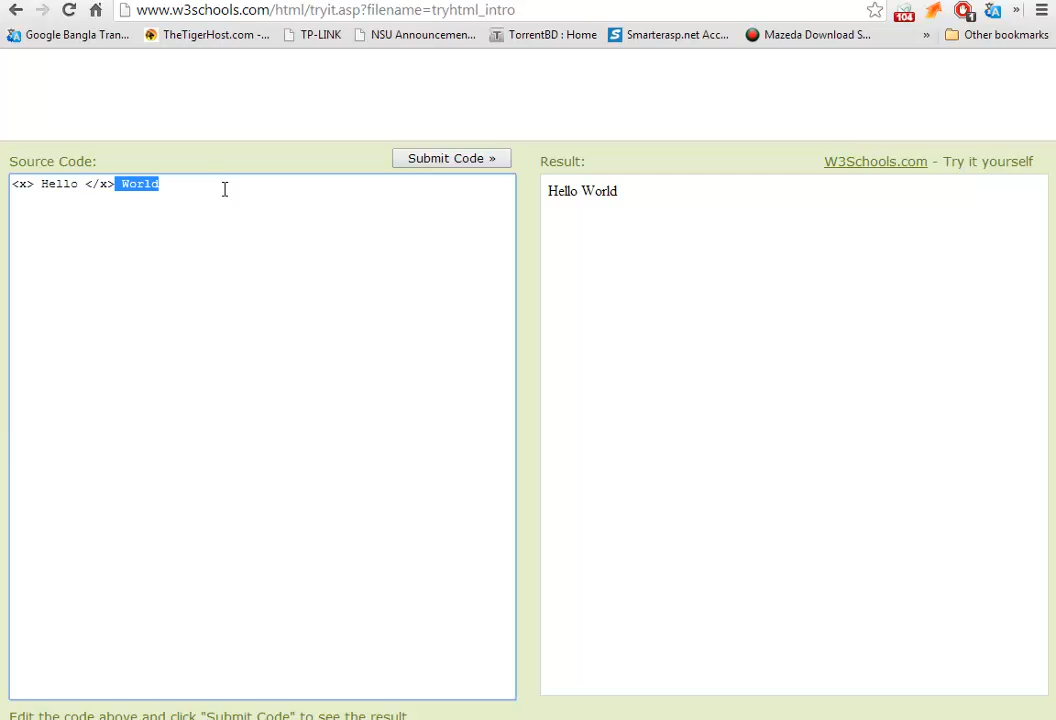 www.w3schools.com/html/tryit.asp?filename=tryhtml_intro
104
1
Google Bangla Tran... TheTigerHost.com -... TP-LINK NSU Announcemen... TorrentBD : Home Smarterasp.net Acc... Mazeda Download S... » Other bookmarks
Source Code: Submit Code » Result: W3Schools.com - Try it yourself
<x> Hello </x> World
Hello World
Edit the code above and click "Submit Code" to see the result.